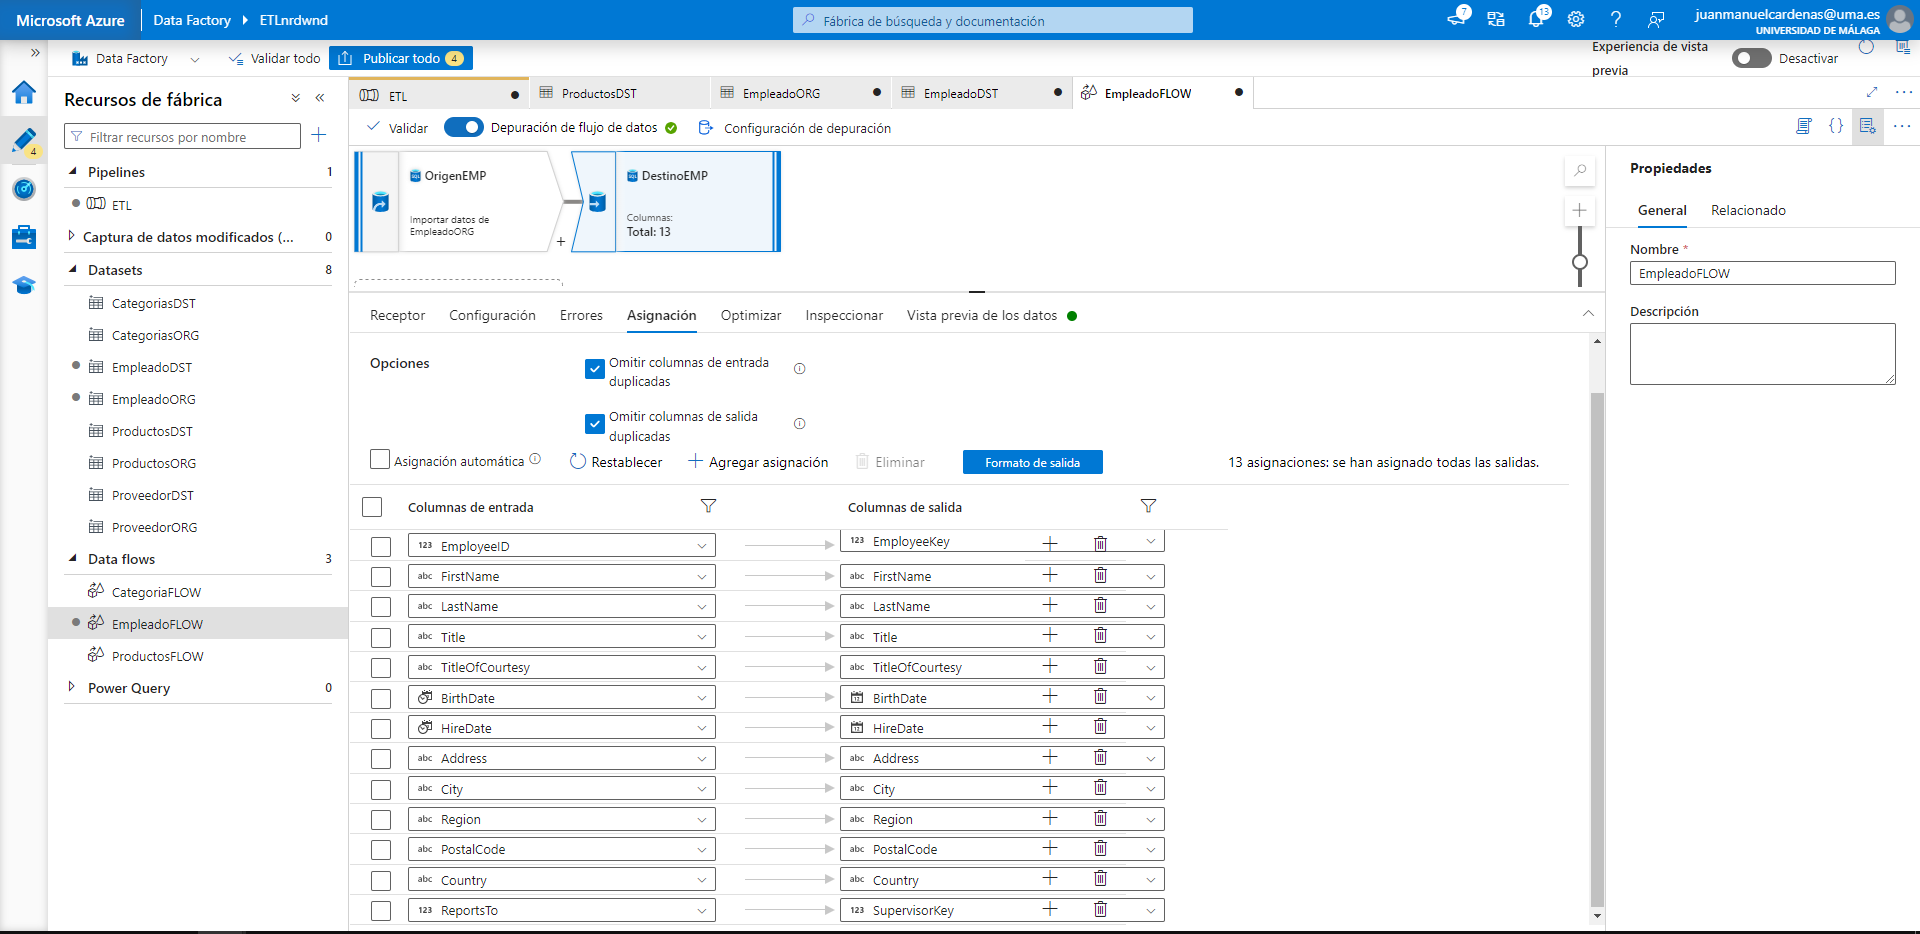 Microsoft Azure
Data Factory
ETLnrdwnd
Fábrica de búsqueda y documentación
7
13
juanmanuelcardenas@uma.es
UNIVERSIDAD DE MÁLAGA
Data Factory
Validar todo
Publicar todo
4
Experiencia de vista
previa
Desactivar
4
Recursos de fábrica
Filtrar recursos por nombre
Pipelines
1
ETL
Captura de datos modificados (...
0
Datasets
8
CategoriasDST
CategoriasORG
EmpleadoDST
EmpleadoORG
ProductosDST
ProductosORG
ProveedorDST
ProveedorORG
Data flows
3
CategoriaFLOW
EmpleadoFLOW
ProductosFLOW
Power Query
0
ETL
ProductosDST
EmpleadoORG
EmpleadoDST
EmpleadoFLOW
Validar
Depuración de flujo de datos
Configuración de depuración
OrigenEMP
Importar datos de
EmpleadoORG
DestinoEMP
Columnas:
Total: 13
Receptor
Configuración
Errores
Asignación
Optimizar
Inspeccionar
Vista previa de los datos
Opciones
Omitir columnas de entrada
duplicadas
Omitir columnas de salida
duplicadas
Asignación automática
Restablecer
Agregar asignación
Eliminar
Formato de salida
13 asignaciones: se han asignado todas las salidas.
Columnas de entrada
Columnas de salida
123 EmployeeID
123 EmployeeKey
abc FirstName
abc FirstName
abc LastName
abc LastName
abc Title
abc Title
abc TitleOfCourtesy
abc TitleOfCourtesy
BirthDate
BirthDate
HireDate
HireDate
abc Address
abc Address
abc City
abc City
abc Region
abc Region
abc PostalCode
abc PostalCode
abc Country
abc Country
123 ReportsTo
123 SupervisorKey
Propiedades
General
Relacionado
Nombre *
EmpleadoFLOW
Descripción